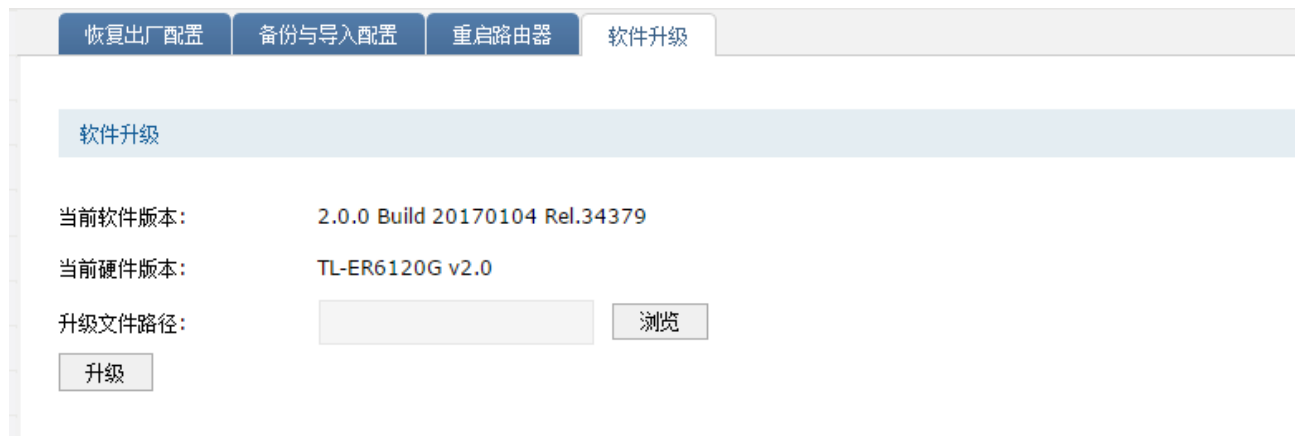 恢复出厂配置 备份与导入配置 重启路由器 软件升级
软件升级
当前软件版本: 2.0.0 Build 20170104 Rel.34379
当前硬件版本: TL-ER6120G v2.0
升级文件路径: 浏览
升级